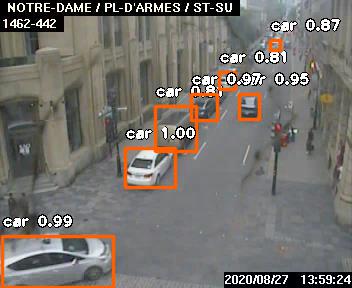 NOTRE-DAME / PL-D'ARMES / ST-SU
1462-442
car 0.87
car 0.81
0.97
0.95
car 1.00
car 0.99
2020/08/27 13:59:24